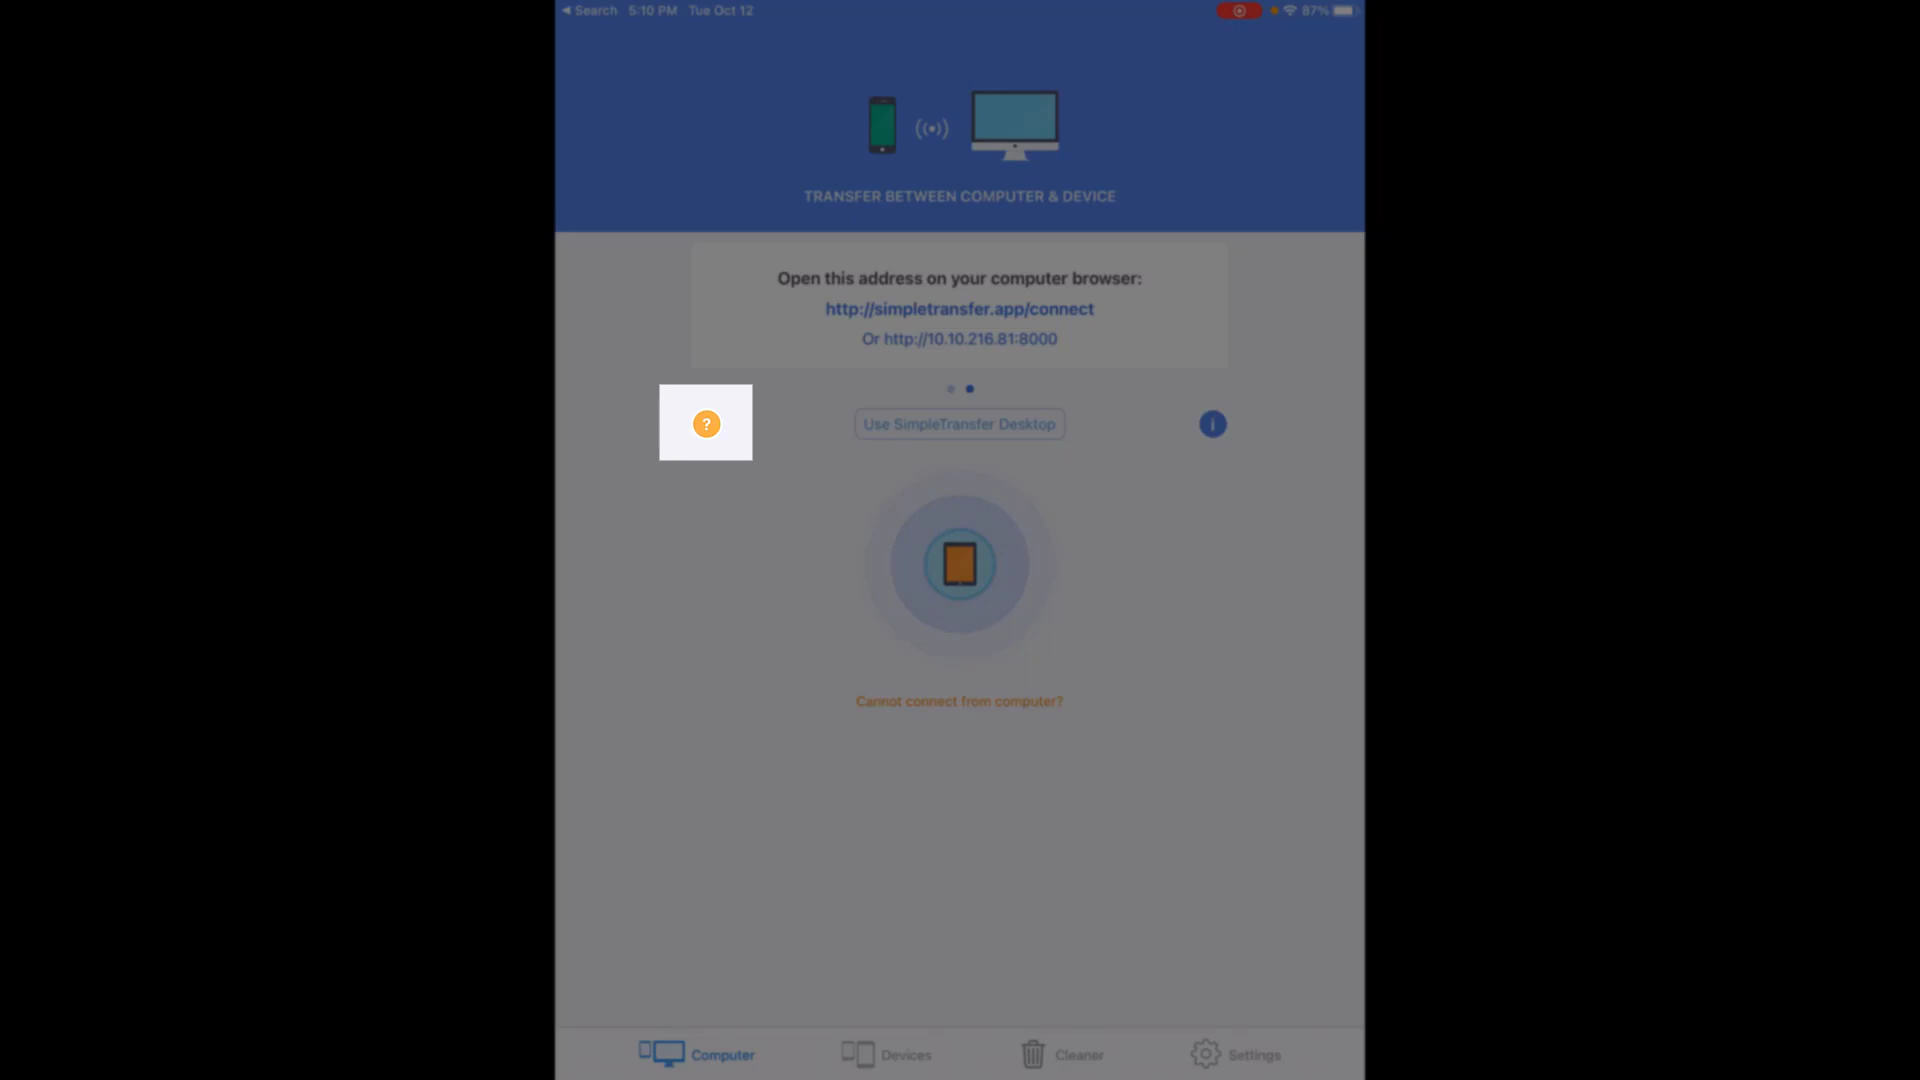 ◀ Search 5:10 PM Tue Oct 12 87%
TRANSFER BETWEEN COMPUTER & DEVICE
Open this address on your computer browser:
http://simpletransfer.app/connect
Or http://10.10.216.81:8000
?
Use SimpleTransfer Desktop
i
Cannot connect from computer?
Computer Devices Cleaner Settings